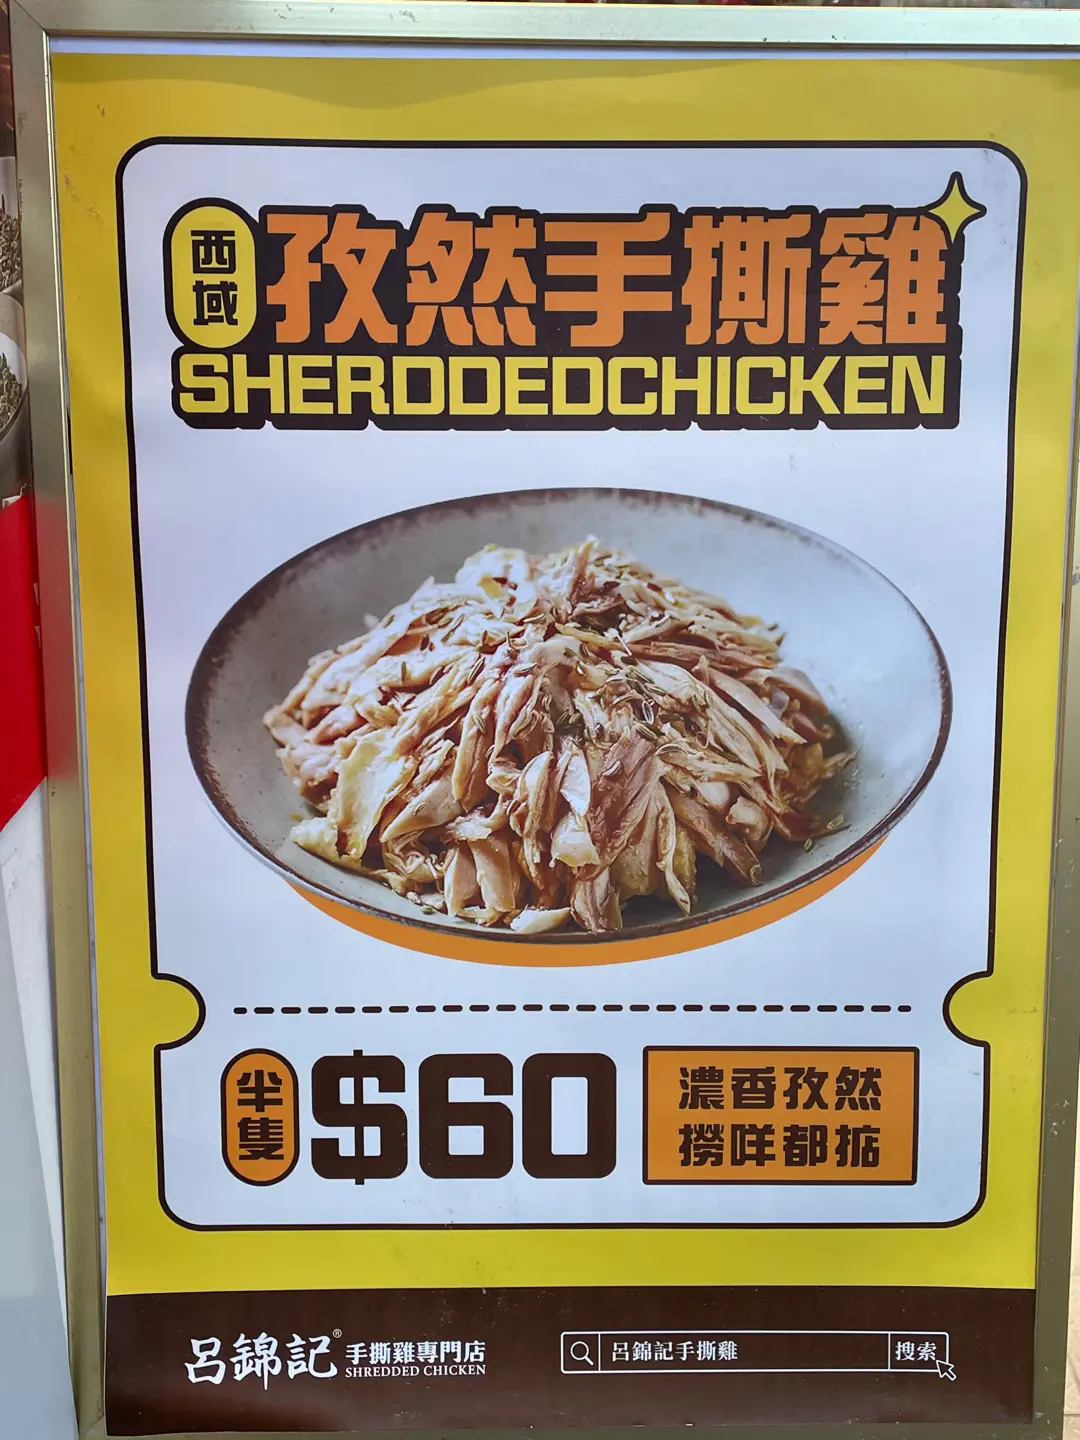 西域
孜然手撕雞
SHERDDEDCHICKEN
半隻
$60
濃香孜然
撈咩都掂
呂錦記®
手撕雞專門店
SHREDDED CHICKEN
呂錦記手撕雞
搜索